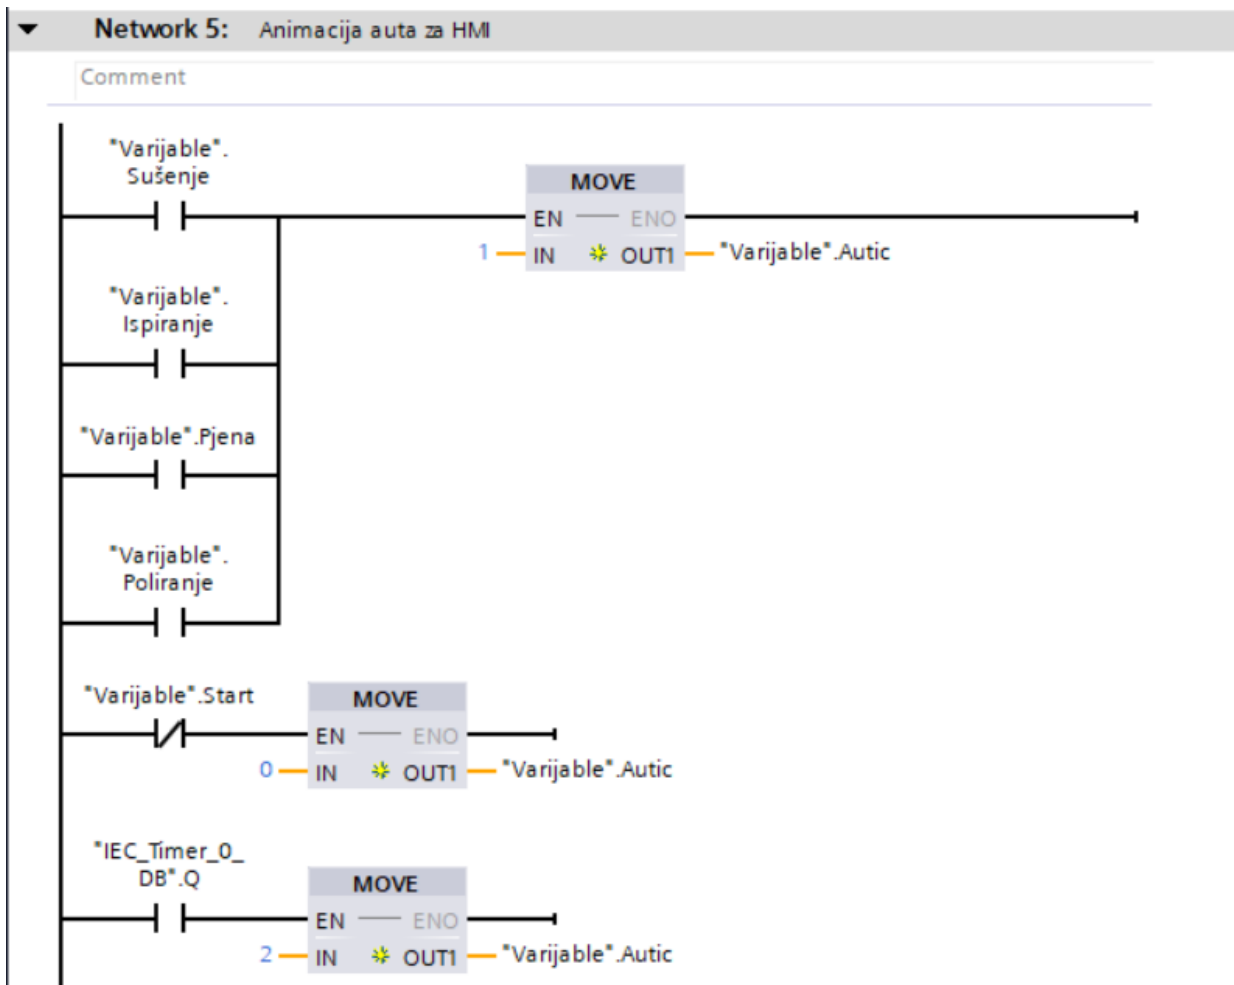 Network 5: Animacija auta za HMI
Comment
"Varijable".
Sušenje
MOVE
EN ENO
1 IN OUT1 "Varijable".Autic
"Varijable".
Ispiranje
"Varijable".Pjena
"Varijable".
Poliranje
"Varijable".Start
MOVE
EN ENO
0 IN OUT1 "Varijable".Autic
"IEC_Timer_0_
DB".Q
MOVE
EN ENO
2 IN OUT1 "Varijable".Autic